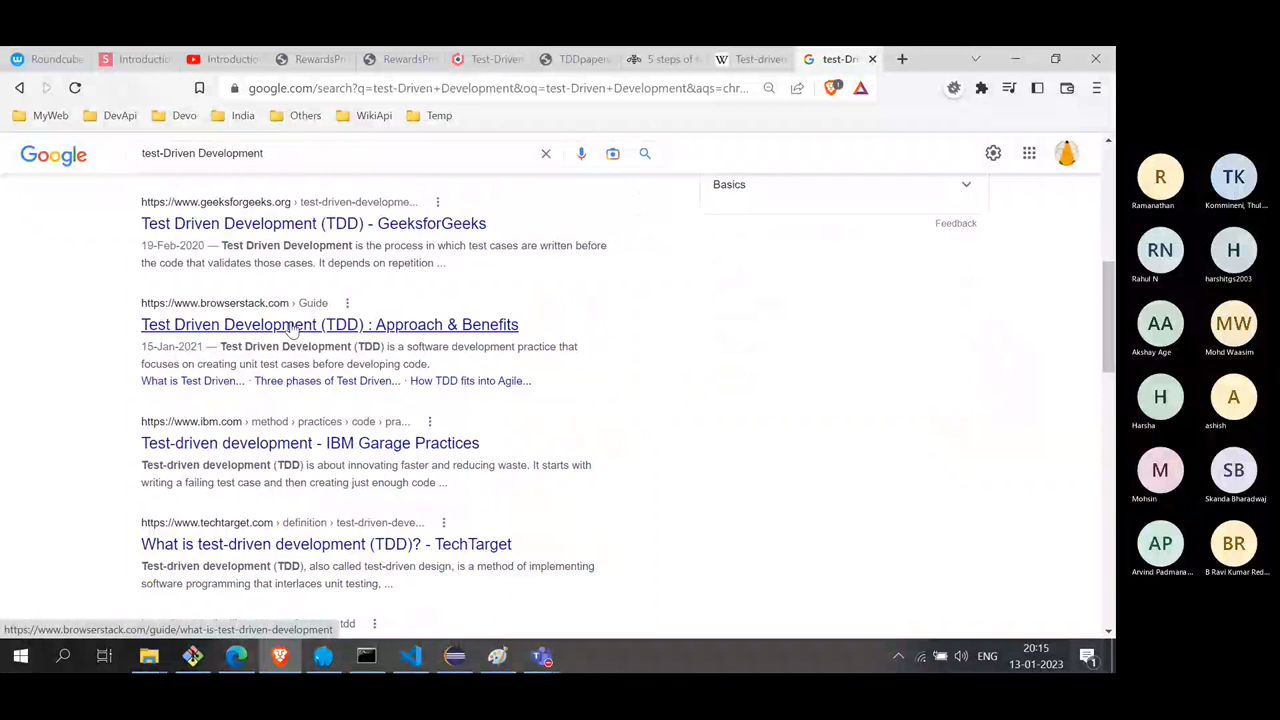 Roundcube
Introducti
Introductio
RewardsPr
RewardsPr
Test-Driven
TDDpaper
5 steps of t
Test-driven
test-Dri
google.com/search?q=test-Driven+Development&oq=test-Driven+Development&aqs=chr...
MyWeb
DevApi
Devo
India
Others
WikiApi
Temp
Google
test-Driven Development
Basics
Feedback
https://www.geeksforgeeks.org › test-driven-developme...
Test Driven Development (TDD) - GeeksforGeeks
19-Feb-2020 — Test Driven Development is the process in which test cases are written before
the code that validates those cases. It depends on repetition ...
https://www.browserstack.com › Guide
Test Driven Development (TDD) : Approach & Benefits
15-Jan-2021 — Test Driven Development (TDD) is a software development practice that
focuses on creating unit test cases before developing code.
What is Test Driven... · Three phases of Test Driven... · How TDD fits into Agile...
https://www.ibm.com › method › practices › code › pra...
Test-driven development - IBM Garage Practices
Test-driven development (TDD) is about innovating faster and reducing waste. It starts with
writing a failing test case and then creating just enough code ...
https://www.techtarget.com › definition › test-driven-deve...
What is test-driven development (TDD)? - TechTarget
Test-driven development (TDD), also called test-driven design, is a method of implementing
software programming that interlaces unit testing, ...
tdd
https://www.browserstack.com/guide/what-is-test-driven-development
ENG
20:15
13-01-2023
1
R
Ramanathan
TK
Kommineni, Thul...
RN
Rahul N
H
harshitgs2003
AA
Akshay Age
MW
Mohd Waasim
H
Harsha
A
ashish
M
Mohsin
SB
Skanda Bharadwaj
AP
Arvind Padmana...
BR
B Ravi Kumar Red...